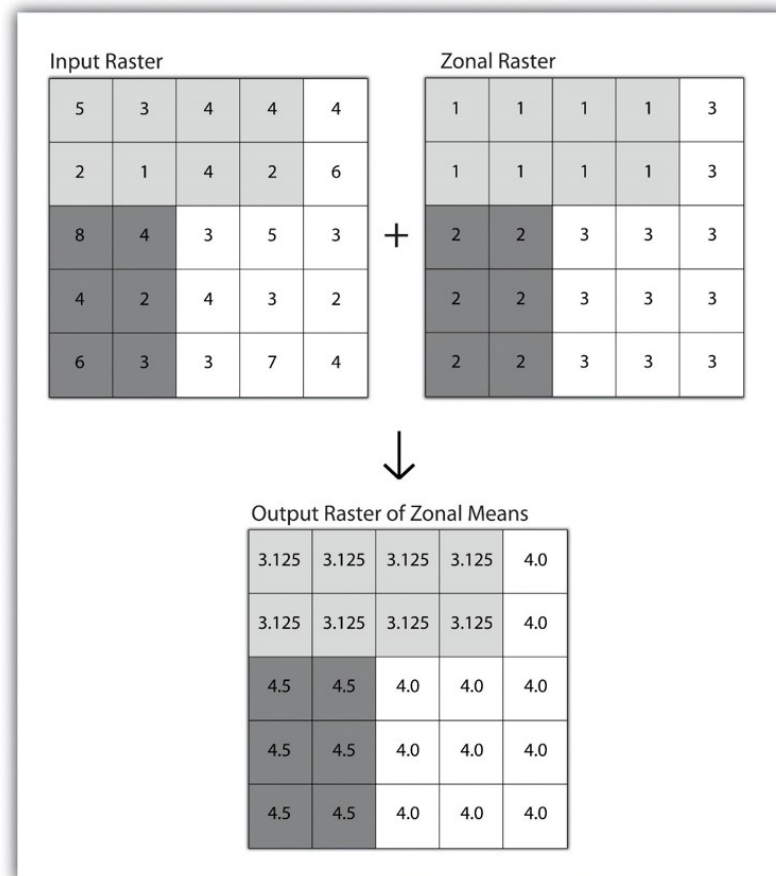 Input Raster
5 3 4 4 4
2 1 4 2 6
8 4 3 5 3
4 2 4 3 2
6 3 3 7 4
+
Zonal Raster
1 1 1 1 3
1 1 1 1 3
2 2 3 3 3
2 2 3 3 3
2 2 3 3 3
Output Raster of Zonal Means
3.125 3.125 3.125 3.125 4.0
3.125 3.125 3.125 3.125 4.0
4.5 4.5 4.0 4.0 4.0
4.5 4.5 4.0 4.0 4.0
4.5 4.5 4.0 4.0 4.0